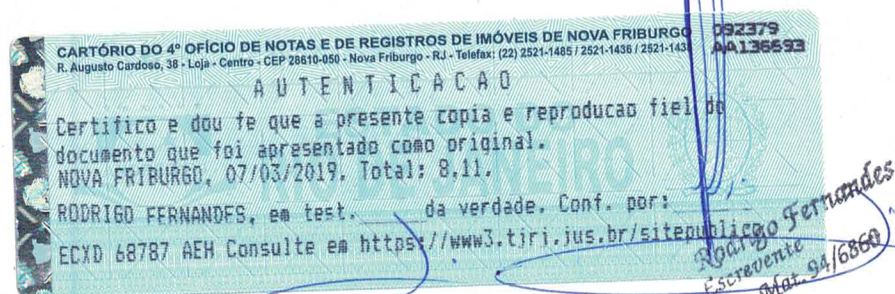 CARTÓRIO DO 4º OFÍCIO DE NOTAS E DE REGISTROS DE IMÓVEIS DE NOVA FRIBURGO
092379
R. Augusto Cardoso, 38 - Loja - Centro - CEP 28610-050 - Nova Friburgo - RJ - Telefax: (22) 2521-1485 / 2521-1436 / 2521-143
AA136693
AUTENTICACAO
Certifico e dou fe que a presente copia e reproducao fiel do
documento que foi apresentado como original.
NOVA FRIBURGO, 07/03/2019. Total: 8,11.
RODRIGO FERNANDES, em test._____da verdade. Conf. por:_____
ECXD 68787 AEH Consulte em https://www3.tjrj.jus.br/sitepublico
Rodrigo Fernandes
Escrevente
Mat. 94/6860